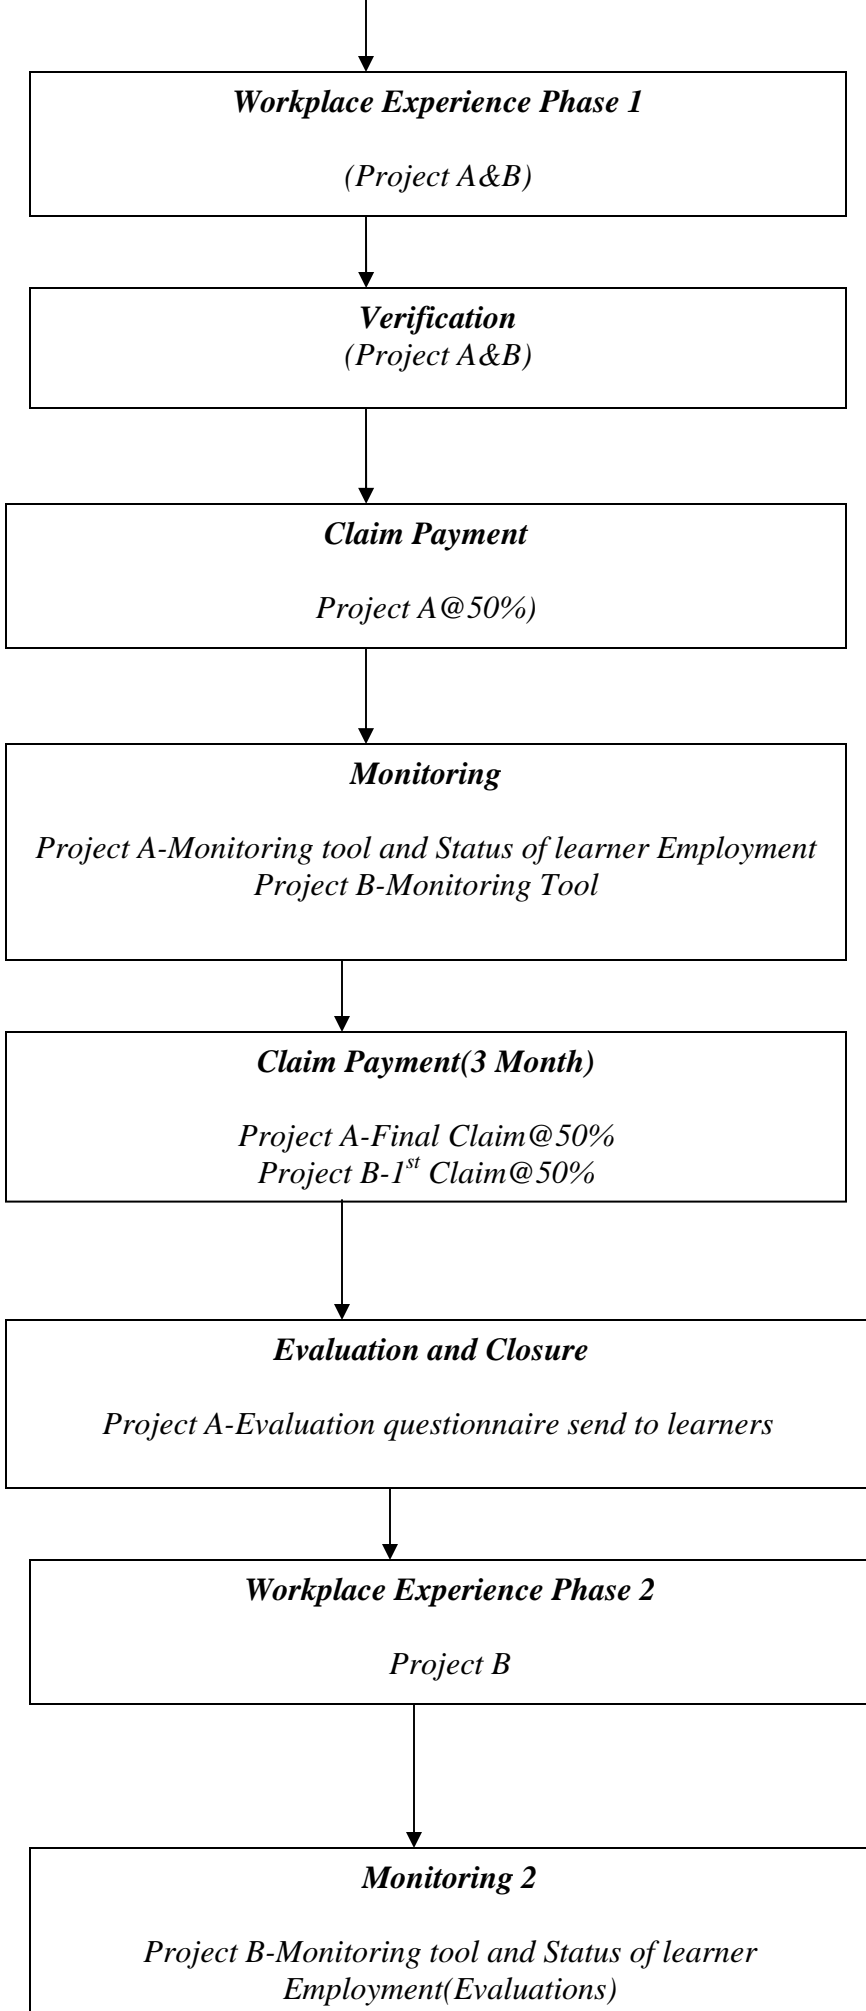 Workplace Experience Phase 1
(Project A&B)
Verification
(Project A&B)
Claim Payment
Project A@50%)
Monitoring
Project A-Monitoring tool and Status of learner Employment
Project B-Monitoring Tool
Claim Payment(3 Month)
Project A-Final Claim@50%
Project B-1st Claim@50%
Evaluation and Closure
Project A-Evaluation questionnaire send to learners
Workplace Experience Phase 2
Project B
Monitoring 2
Project B-Monitoring tool and Status of learner
Employment(Evaluations)